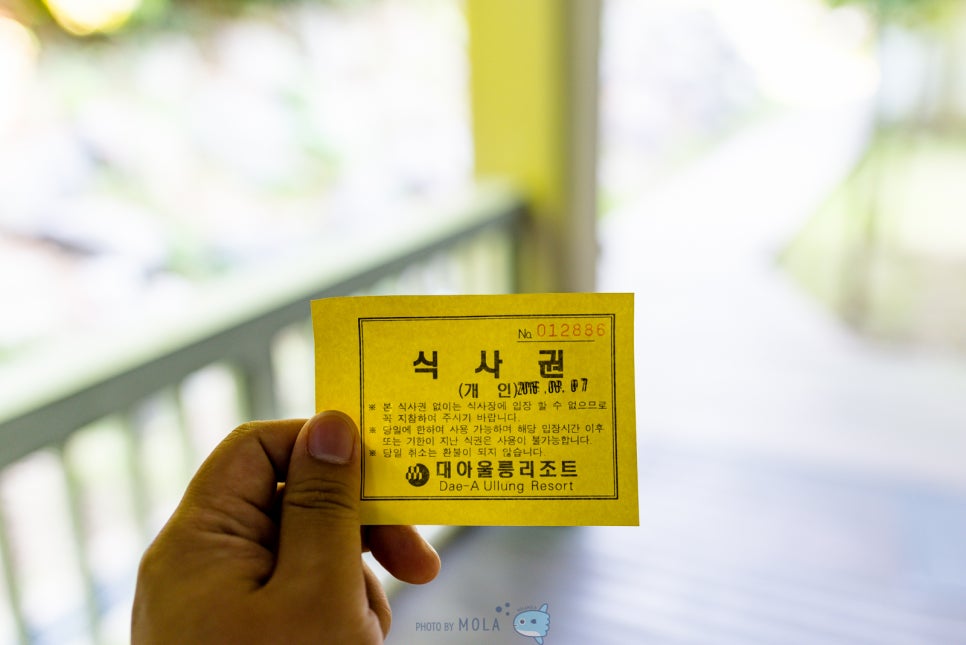 No. 012886
식 사 권
(개 인)
※ 본 식사권 없이는 식사장에 입장 할 수 없으므로
꼭 지참하여 주시기 바랍니다.
※ 당일에 한하여 사용 가능하며 해당 입장시간 이후
또는 기한이 지난 식권은 사용이 불가능합니다.
※ 당일 취소는 환불이 되지 않습니다.
대아울릉리조트
Dae-A Ullung Resort
PHOTO BY MOLA